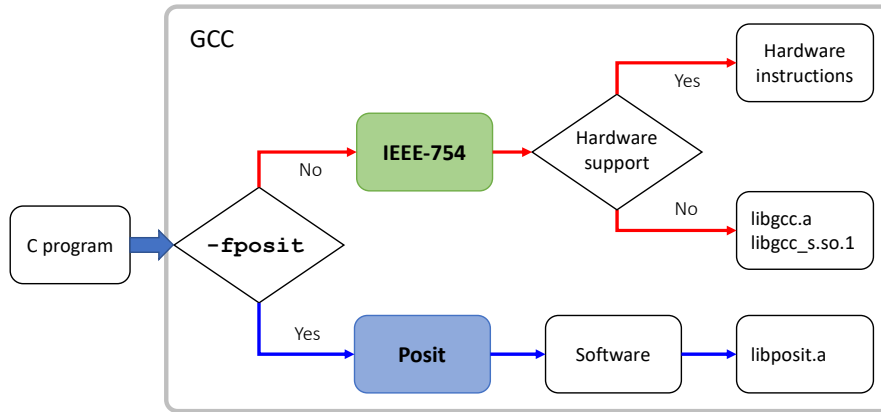 GCC
Hardware
instructions
Yes
Hardware
support
IEEE-754
No
No
libgcc.a
libgcc_s.so.1
C program
-fposit
Yes
Posit
Software
libposit.a